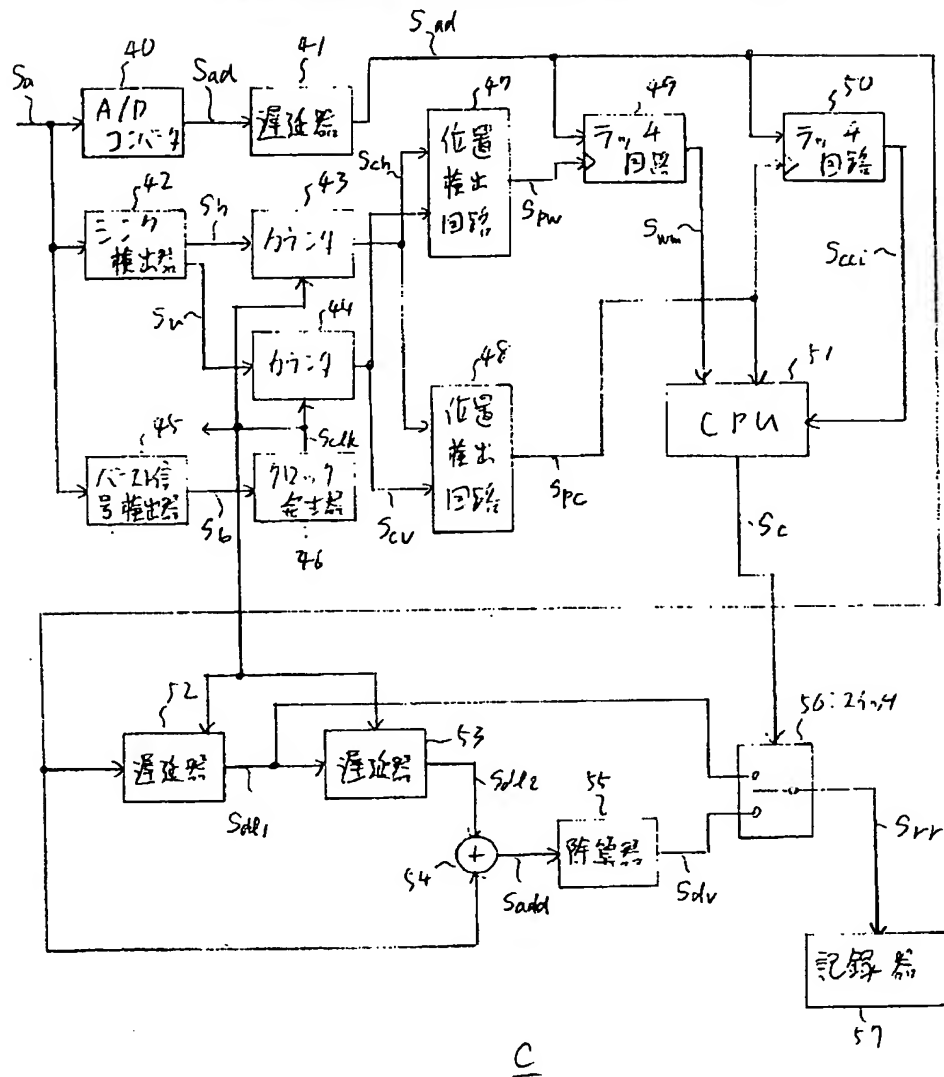 Sa
40
A/D
コンバタ
Sad
41
遅延器
Sad
42
シンク
検出器
Sh
Sv
43
カウンタ
44
カウンタ
Sch
47
位置
検出
回路
Spw
49
ラッチ
回路
Swm
50
ラッチ
回路
Scci
45
バースト信
号検出器
Sb
Sclk
クロック
発生器
46
Scv
48
位置
検出
回路
Spc
51
CPU
Sc
52
遅延器
Sdl1
53
遅延器
Sdl2
54
+
Sadd
55
除算器
Sdv
56:スイッチ
Srr
記録器
57
C